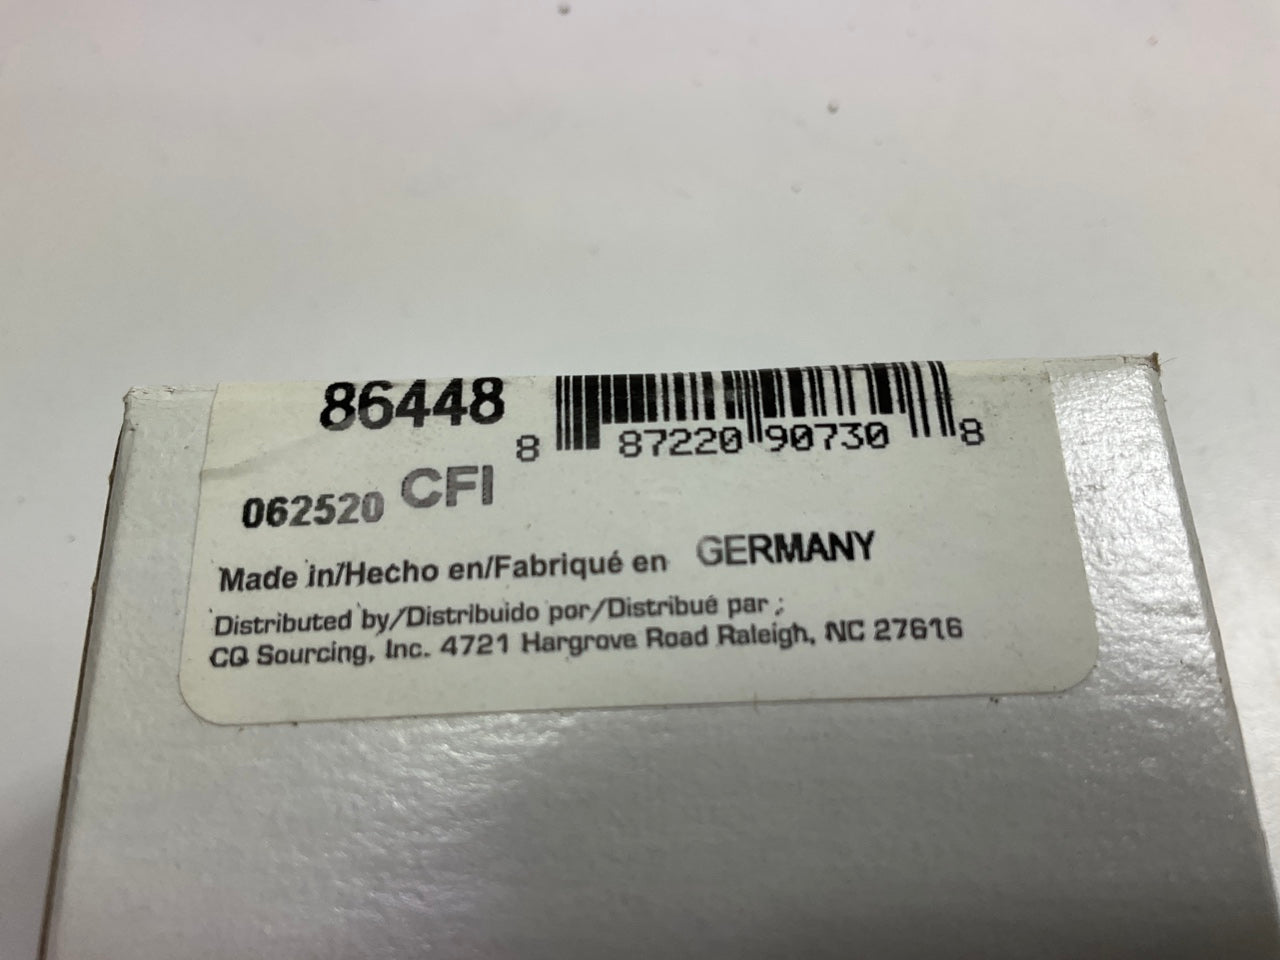 86448
8 87220 90730 8
062520 CFI
Made in/Hecho en/Fabriqué en GERMANY
Distributed by/Distribuido por/Distribué par :
CQ Sourcing, Inc. 4721 Hargrove Road Raleigh, NC 27616